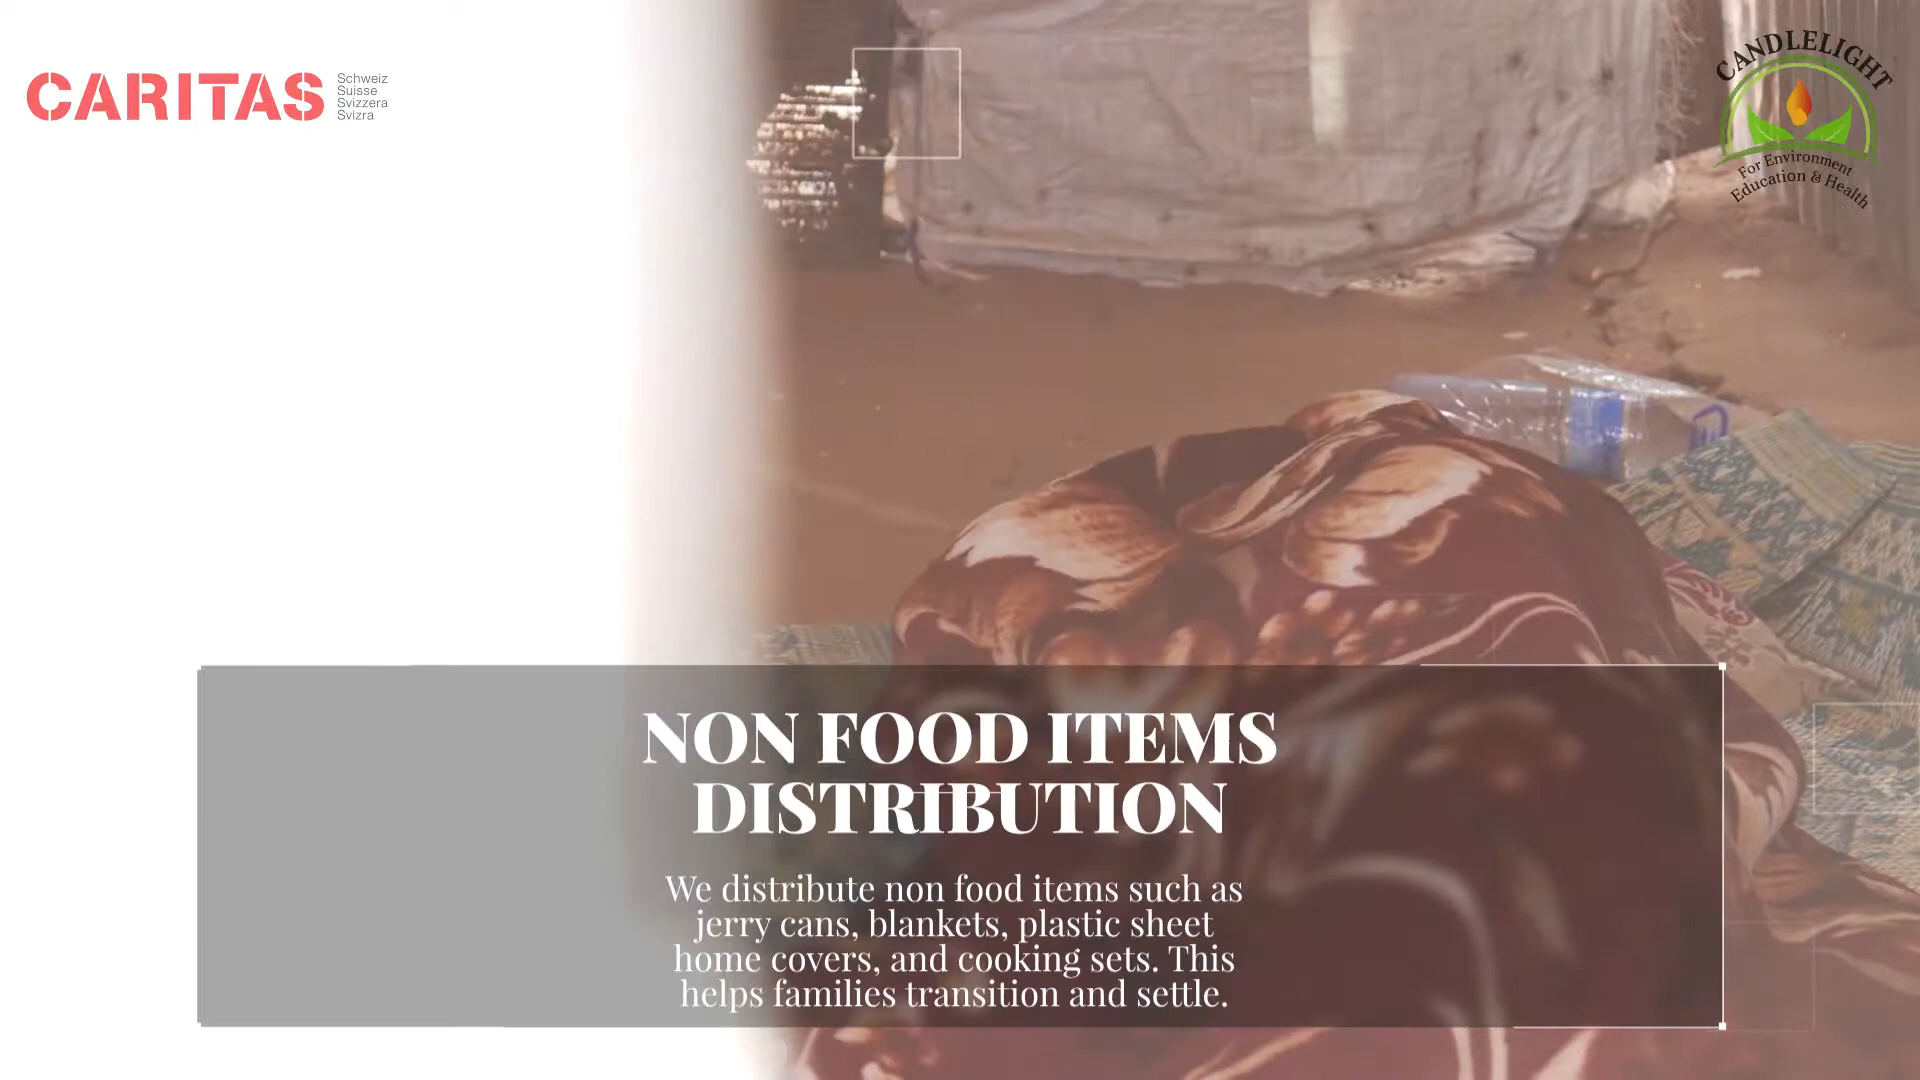 CARITAS
Schweiz
Suisse
Svizzera
Svizra
CANDLELIGHT
For Environment
Education & Health
NON FOOD ITEMS
DISTRIBUTION
We distribute non food items such as
jerry cans, blankets, plastic sheet
home covers, and cooking sets. This
helps families transition and settle.